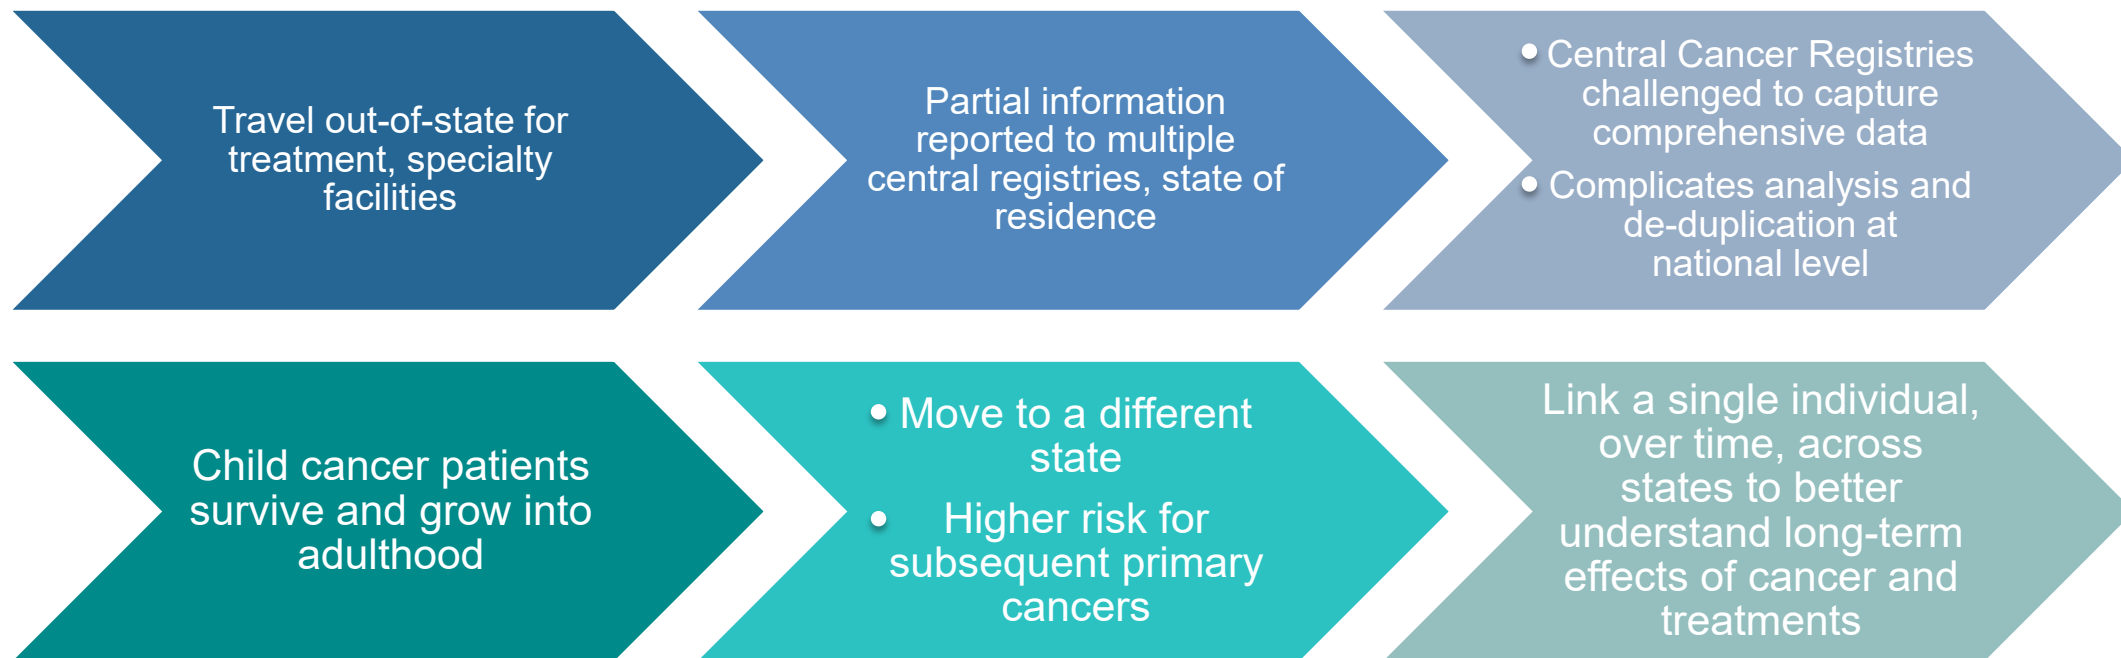 Travel out-of-state for
treatment, specialty
facilities
Partial information
reported to multiple
central registries, state of
residence
• Central Cancer Registries
challenged to capture
comprehensive data
• Complicates analysis and
de-duplication at
national level
Child cancer patients
survive and grow into
adulthood
• Move to a different
state
• Higher risk for
subsequent primary
cancers
Link a single individual,
over time, across
states to better
understand long-term
effects of cancer and
treatments